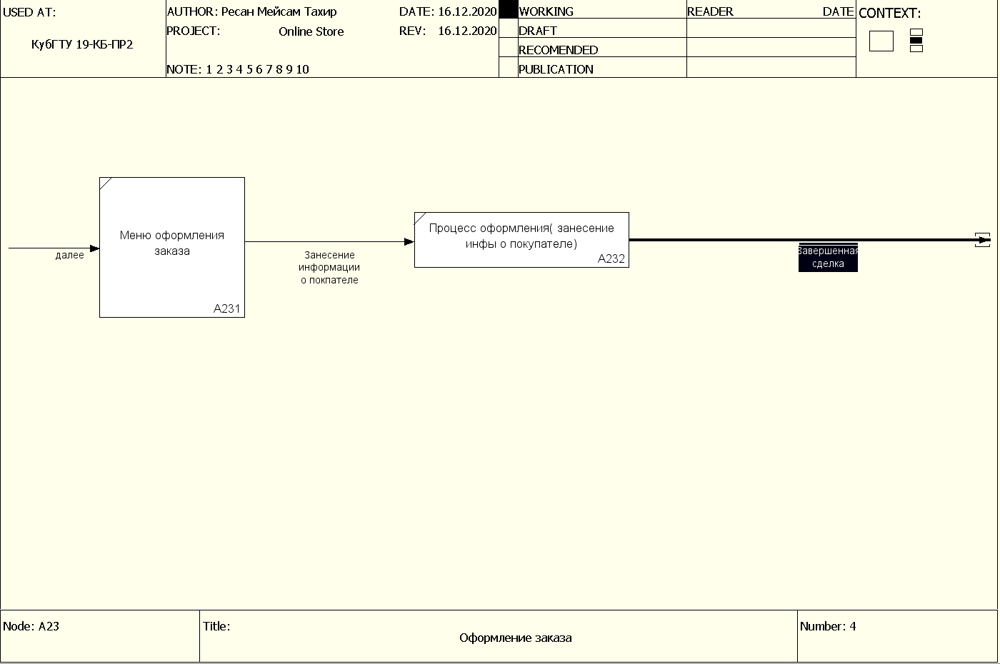 USED AT:
КубГТУ 19-КБ-ПР2
AUTHOR: Ресан Мейсам Тахир
DATE: 16.12.2020
PROJECT: Online Store
REV: 16.12.2020
NOTE: 1 2 3 4 5 6 7 8 9 10
WORKING
DRAFT
RECOMENDED
PUBLICATION
READER DATE
CONTEXT:
далее
Меню оформления
заказа
A231
Занесение
информации
о покпателе
Процесс оформления( занесение
инфы о покупателе)
A232
Завершенная
сделка
Node: A23
Title:
Оформление заказа
Number: 4